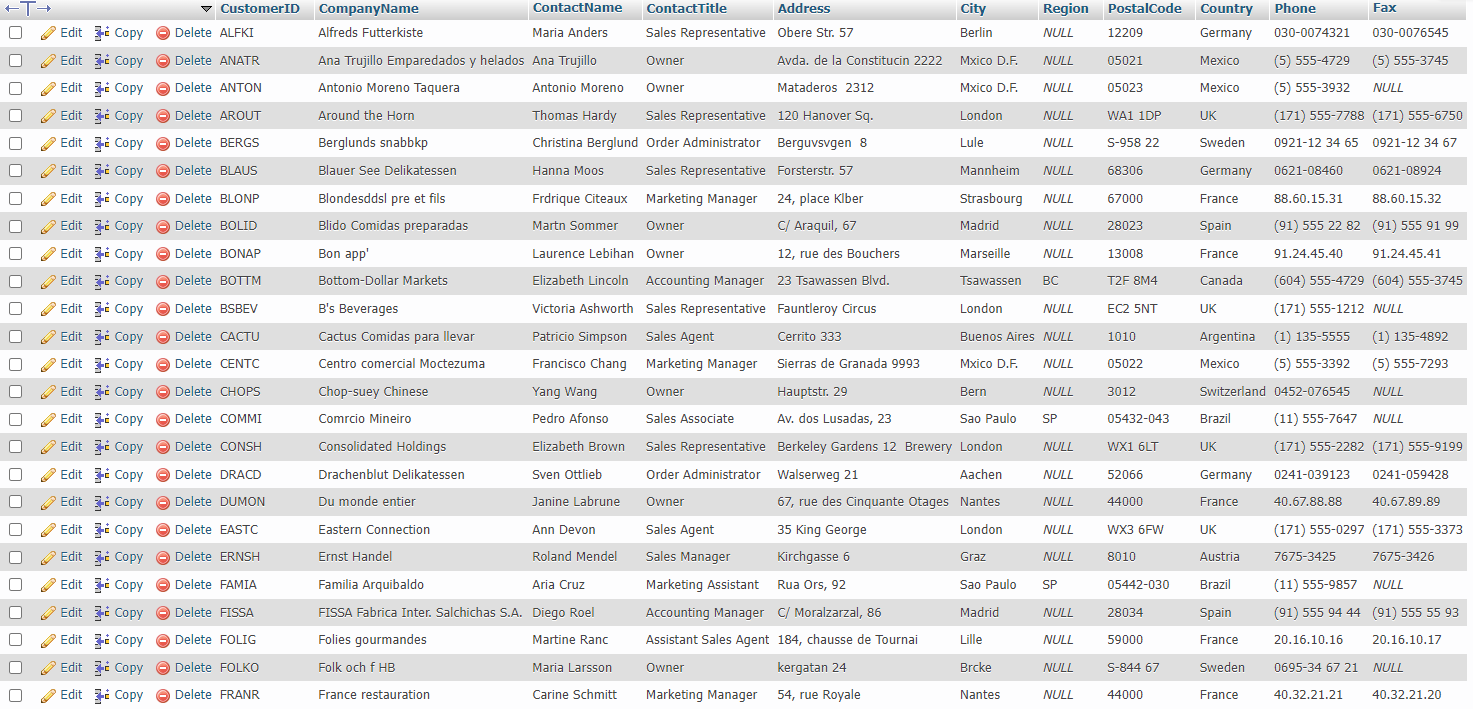 CustomerID CompanyName ContactName ContactTitle Address City Region PostalCode Country Phone Fax
Edit Copy Delete ALFKI Alfreds Futterkiste Maria Anders Sales Representative Obere Str. 57 Berlin NULL 12209 Germany 030-0074321 030-0076545
Edit Copy Delete ANATR Ana Trujillo Emparedados y helados Ana Trujillo Owner Avda. de la Constitucin 2222 Mxico D.F. NULL 05021 Mexico (5) 555-4729 (5) 555-3745
Edit Copy Delete ANTON Antonio Moreno Taquera Antonio Moreno Owner Mataderos  2312 Mxico D.F. NULL 05023 Mexico (5) 555-3932 NULL
Edit Copy Delete AROUT Around the Horn Thomas Hardy Sales Representative 120 Hanover Sq. London NULL WA1 1DP UK (171) 555-7788 (171) 555-6750
Edit Copy Delete BERGS Berglunds snabbkp Christina Berglund Order Administrator Berguvsvgen  8 Lule NULL S-958 22 Sweden 0921-12 34 65 0921-12 34 67
Edit Copy Delete BLAUS Blauer See Delikatessen Hanna Moos Sales Representative Forsterstr. 57 Mannheim NULL 68306 Germany 0621-08460 0621-08924
Edit Copy Delete BLONP Blondesddsl pre et fils Frdrique Citeaux Marketing Manager 24, place Klber Strasbourg NULL 67000 France 88.60.15.31 88.60.15.32
Edit Copy Delete BOLID Blido Comidas preparadas Martn Sommer Owner C/ Araquil, 67 Madrid NULL 28023 Spain (91) 555 22 82 (91) 555 91 99
Edit Copy Delete BONAP Bon app' Laurence Lebihan Owner 12, rue des Bouchers Marseille NULL 13008 France 91.24.45.40 91.24.45.41
Edit Copy Delete BOTTM Bottom-Dollar Markets Elizabeth Lincoln Accounting Manager 23 Tsawassen Blvd. Tsawassen BC T2F 8M4 Canada (604) 555-4729 (604) 555-3745
Edit Copy Delete BSBEV B's Beverages Victoria Ashworth Sales Representative Fauntleroy Circus London NULL EC2 5NT UK (171) 555-1212 NULL
Edit Copy Delete CACTU Cactus Comidas para llevar Patricio Simpson Sales Agent Cerrito 333 Buenos Aires NULL 1010 Argentina (1) 135-5555 (1) 135-4892
Edit Copy Delete CENTC Centro comercial Moctezuma Francisco Chang Marketing Manager Sierras de Granada 9993 Mxico D.F. NULL 05022 Mexico (5) 555-3392 (5) 555-7293
Edit Copy Delete CHOPS Chop-suey Chinese Yang Wang Owner Hauptstr. 29 Bern NULL 3012 Switzerland 0452-076545 NULL
Edit Copy Delete COMMI Comrcio Mineiro Pedro Afonso Sales Associate Av. dos Lusadas, 23 Sao Paulo SP 05432-043 Brazil (11) 555-7647 NULL
Edit Copy Delete CONSH Consolidated Holdings Elizabeth Brown Sales Representative Berkeley Gardens 12  Brewery London NULL WX1 6LT UK (171) 555-2282 (171) 555-9199
Edit Copy Delete DRACD Drachenblut Delikatessen Sven Ottlieb Order Administrator Walserweg 21 Aachen NULL 52066 Germany 0241-039123 0241-059428
Edit Copy Delete DUMON Du monde entier Janine Labrune Owner 67, rue des Cinquante Otages Nantes NULL 44000 France 40.67.88.88 40.67.89.89
Edit Copy Delete EASTC Eastern Connection Ann Devon Sales Agent 35 King George London NULL WX3 6FW UK (171) 555-0297 (171) 555-3373
Edit Copy Delete ERNSH Ernst Handel Roland Mendel Sales Manager Kirchgasse 6 Graz NULL 8010 Austria 7675-3425 7675-3426
Edit Copy Delete FAMIA Familia Arquibaldo Aria Cruz Marketing Assistant Rua Ors, 92 Sao Paulo SP 05442-030 Brazil (11) 555-9857 NULL
Edit Copy Delete FISSA FISSA Fabrica Inter. Salchichas S.A. Diego Roel Accounting Manager C/ Moralzarzal, 86 Madrid NULL 28034 Spain (91) 555 94 44 (91) 555 55 93
Edit Copy Delete FOLIG Folies gourmandes Martine Ranc Assistant Sales Agent 184, chausse de Tournai Lille NULL 59000 France 20.16.10.16 20.16.10.17
Edit Copy Delete FOLKO Folk och f HB Maria Larsson Owner kergatan 24 Brcke NULL S-844 67 Sweden 0695-34 67 21 NULL
Edit Copy Delete FRANR France restauration Carine Schmitt Marketing Manager 54, rue Royale Nantes NULL 44000 France 40.32.21.21 40.32.21.20